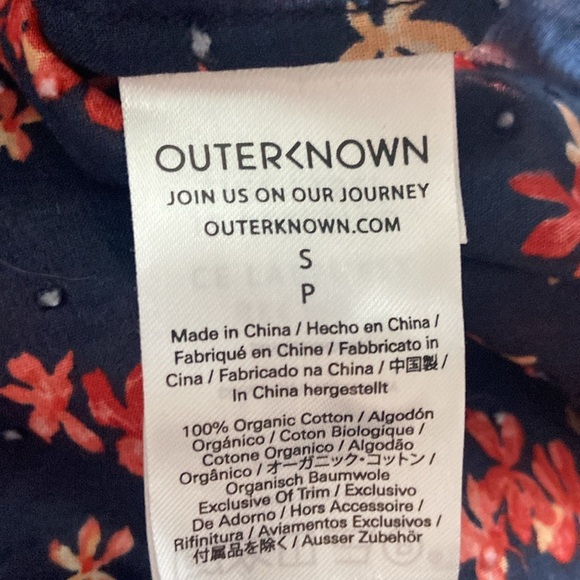 OUTERKNOWN
JOIN US ON OUR JOURNEY
OUTERKNOWN.COM
S
P
Made in China / Hecho en China /
Fabriqué en Chine / Fabbricato in
Cina / Fabricado na China / 中国製 /
In China hergestellt
100% Organic Cotton / Algodón
Orgánico / Coton Biologique /
Cotone Organico / Algodão
Orgânico / オーガニック・コットン /
Organisch Baumwole
Exclusive Of Trim / Exclusivo
De Adorno / Hors Accessoire /
Rifinitura / Aviamentos Exclusivos /
付属品を除く / Ausser Zubehör